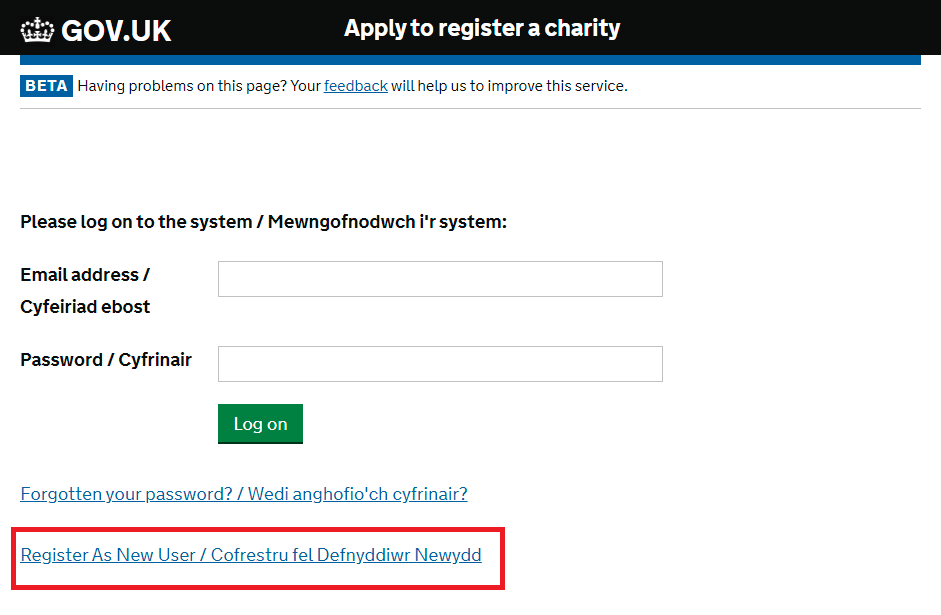 GOV.UK Apply to register a charity
BETA Having problems on this page? Your feedback will help us to improve this service.
Please log on to the system / Mewngofnodwch i'r system:
Email address /
Cyfeiriad ebost
Password / Cyfrinair
Log on
Forgotten your password? / Wedi anghofio'ch cyfrinair?
Register As New User / Cofrestru fel Defnyddiwr Newydd